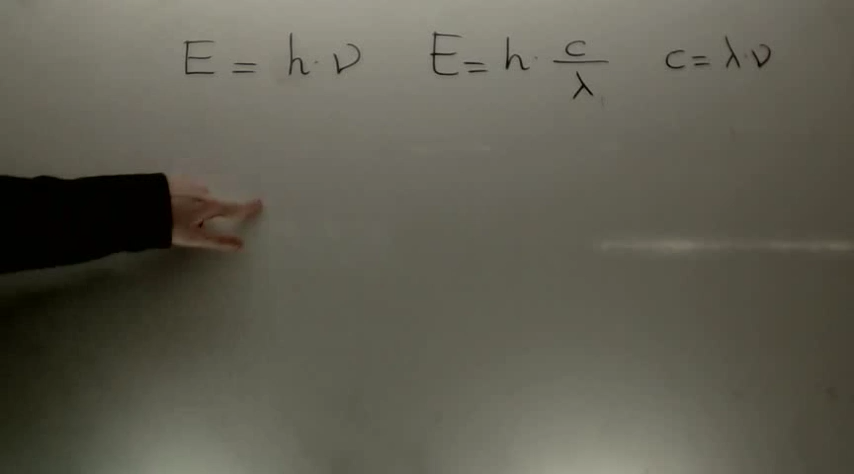 E = h·ν E = h· c/λ c = λ·ν